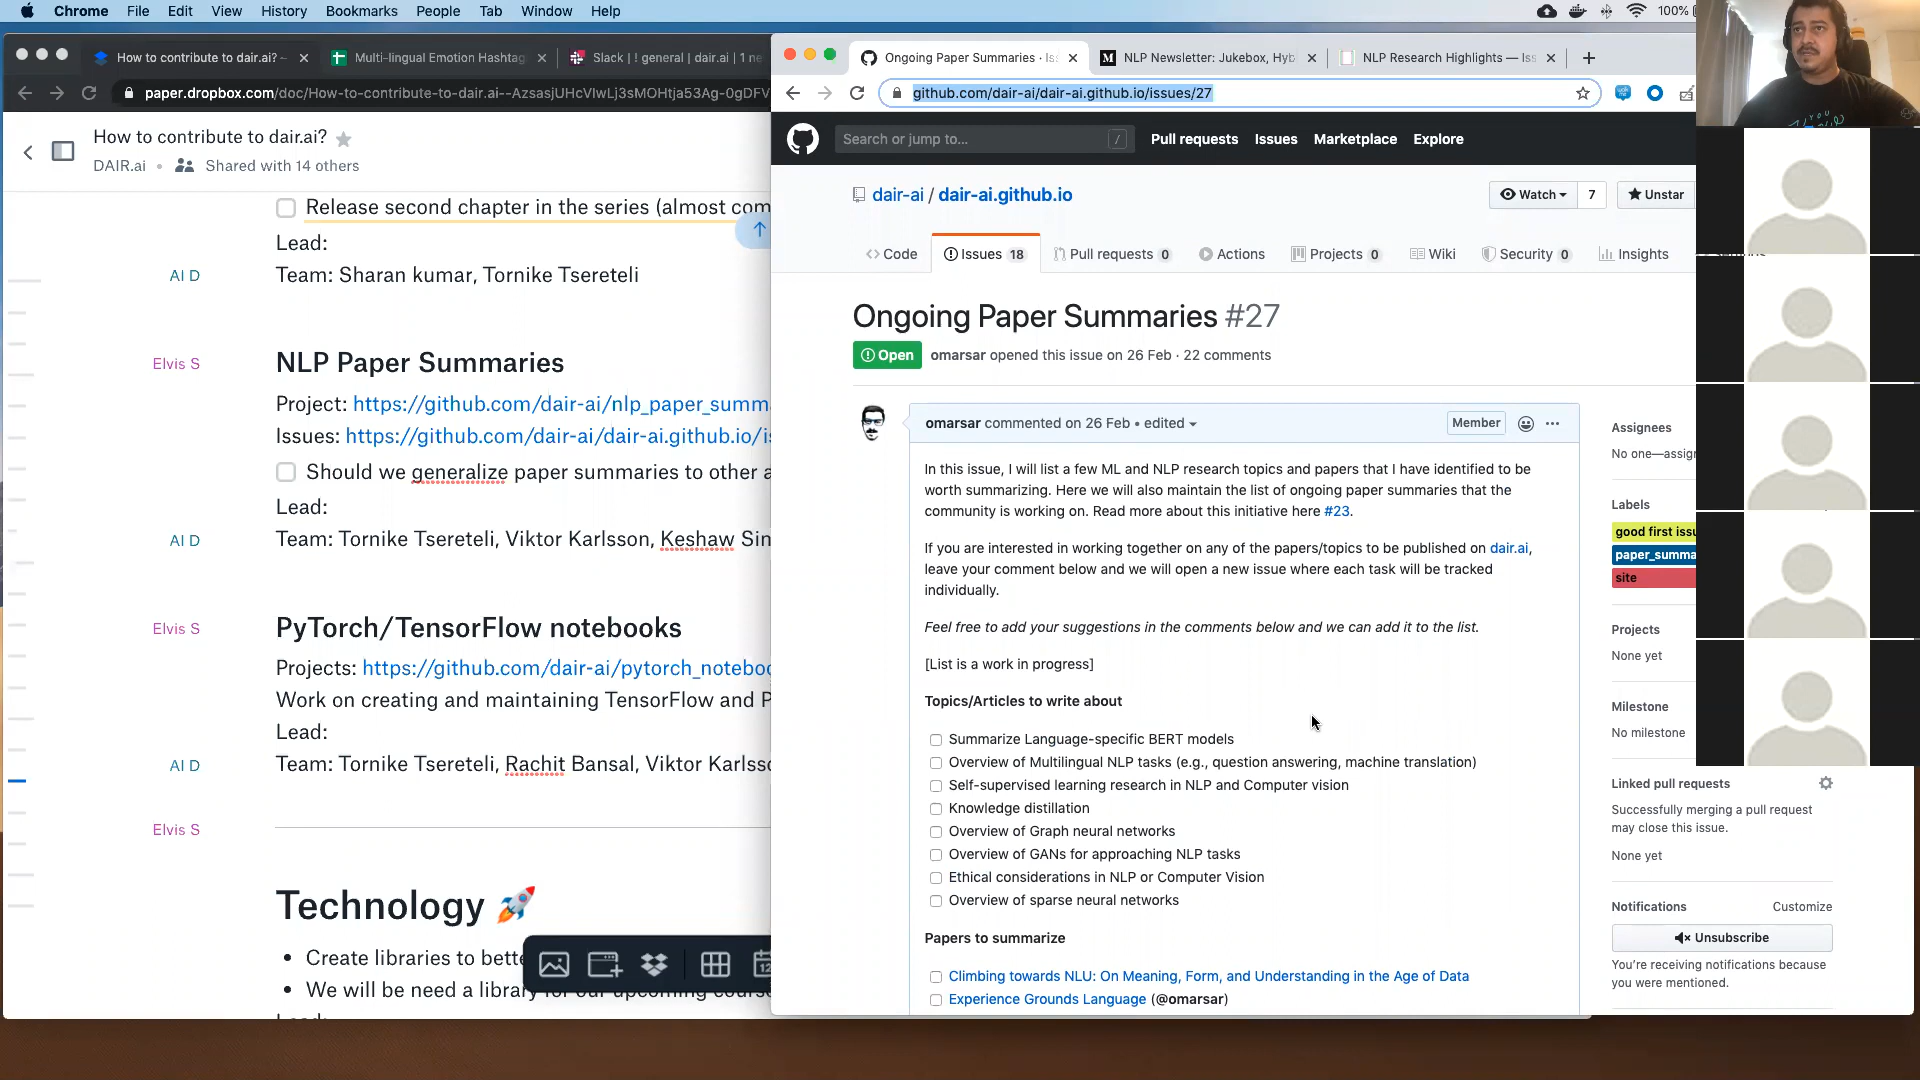 Chrome File Edit View History Bookmarks People Tab Window Help
100%
How to contribute to dair.ai?
Multi-lingual Emotion Hashtag
Slack | ! general | dair.ai | 1 ne
paper.dropbox.com/doc/How-to-contribute-to-dair.ai--AzsasjUHcVIwLj3sMOHtja53Ag-0gDFV
How to contribute to dair.ai?
DAIR.ai • Shared with 14 others
Release second chapter in the series (almost com
Lead:
AI D
Team: Sharan kumar, Tornike Tsereteli
Elvis S
NLP Paper Summaries
Project: https://github.com/dair-ai/nlp_paper_summa
Issues: https://github.com/dair-ai/dair-ai.github.io/is
Should we generalize paper summaries to other a
Lead:
AI D
Team: Tornike Tsereteli, Viktor Karlsson, Keshaw Sin
Elvis S
PyTorch/TensorFlow notebooks
Projects: https://github.com/dair-ai/pytorch_noteboo
Work on creating and maintaining TensorFlow and P
Lead:
AI D
Team: Tornike Tsereteli, Rachit Bansal, Viktor Karlsso
Elvis S
Technology 🚀
• Create libraries to bette
• We will be need a library for our upcoming course
Lead:
Ongoing Paper Summaries · Iss
NLP Newsletter: Jukebox, Hyb
NLP Research Highlights — Iss
github.com/dair-ai/dair-ai.github.io/issues/27
Search or jump to... /
Pull requests Issues Marketplace Explore
dair-ai / dair-ai.github.io
Watch 7
Unstar
Code
Issues 18
Pull requests 0
Actions
Projects 0
Wiki
Security 0
Insights
Ongoing Paper Summaries #27
Open
omarsar opened this issue on 26 Feb · 22 comments
omarsar commented on 26 Feb • edited
Member
In this issue, I will list a few ML and NLP research topics and papers that I have identified to be
worth summarizing. Here we will also maintain the list of ongoing paper summaries that the
community is working on. Read more about this initiative here #23.
If you are interested in working together on any of the papers/topics to be published on dair.ai,
leave your comment below and we will open a new issue where each task will be tracked
individually.
Feel free to add your suggestions in the comments below and we can add it to the list.
[List is a work in progress]
Topics/Articles to write about
Summarize Language-specific BERT models
Overview of Multilingual NLP tasks (e.g., question answering, machine translation)
Self-supervised learning research in NLP and Computer vision
Knowledge distillation
Overview of Graph neural networks
Overview of GANs for approaching NLP tasks
Ethical considerations in NLP or Computer Vision
Overview of sparse neural networks
Papers to summarize
Climbing towards NLU: On Meaning, Form, and Understanding in the Age of Data
Experience Grounds Language (@omarsar)
Assignees
No one—assig
Labels
good first issu
paper_summa
site
Projects
None yet
Milestone
No milestone
Linked pull requests
Successfully merging a pull request
may close this issue.
None yet
Notifications
Customize
Unsubscribe
You're receiving notifications because
you were mentioned.